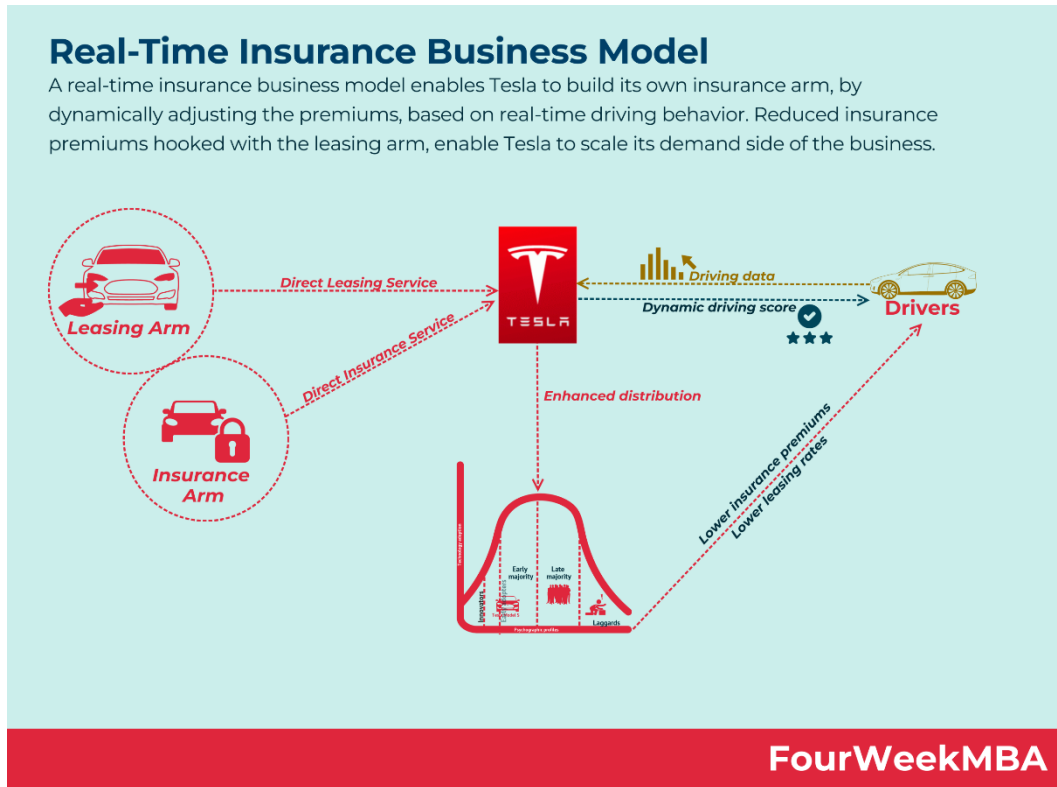 Real-Time Insurance Business Model
A real-time insurance business model enables Tesla to build its own insurance arm, by
dynamically adjusting the premiums, based on real-time driving behavior. Reduced insurance
premiums hooked with the leasing arm, enable Tesla to scale its demand side of the business.
Leasing Arm
Direct Leasing Service
TESLA
Driving data
Dynamic driving score
Drivers
Direct Insurance Service
Insurance
Arm
Enhanced distribution
Lower insurance premiums
Lower leasing rates
Technology adoption
Early
majority
Late
majority
Laggards
Psychographic profiles
FourWeekMBA